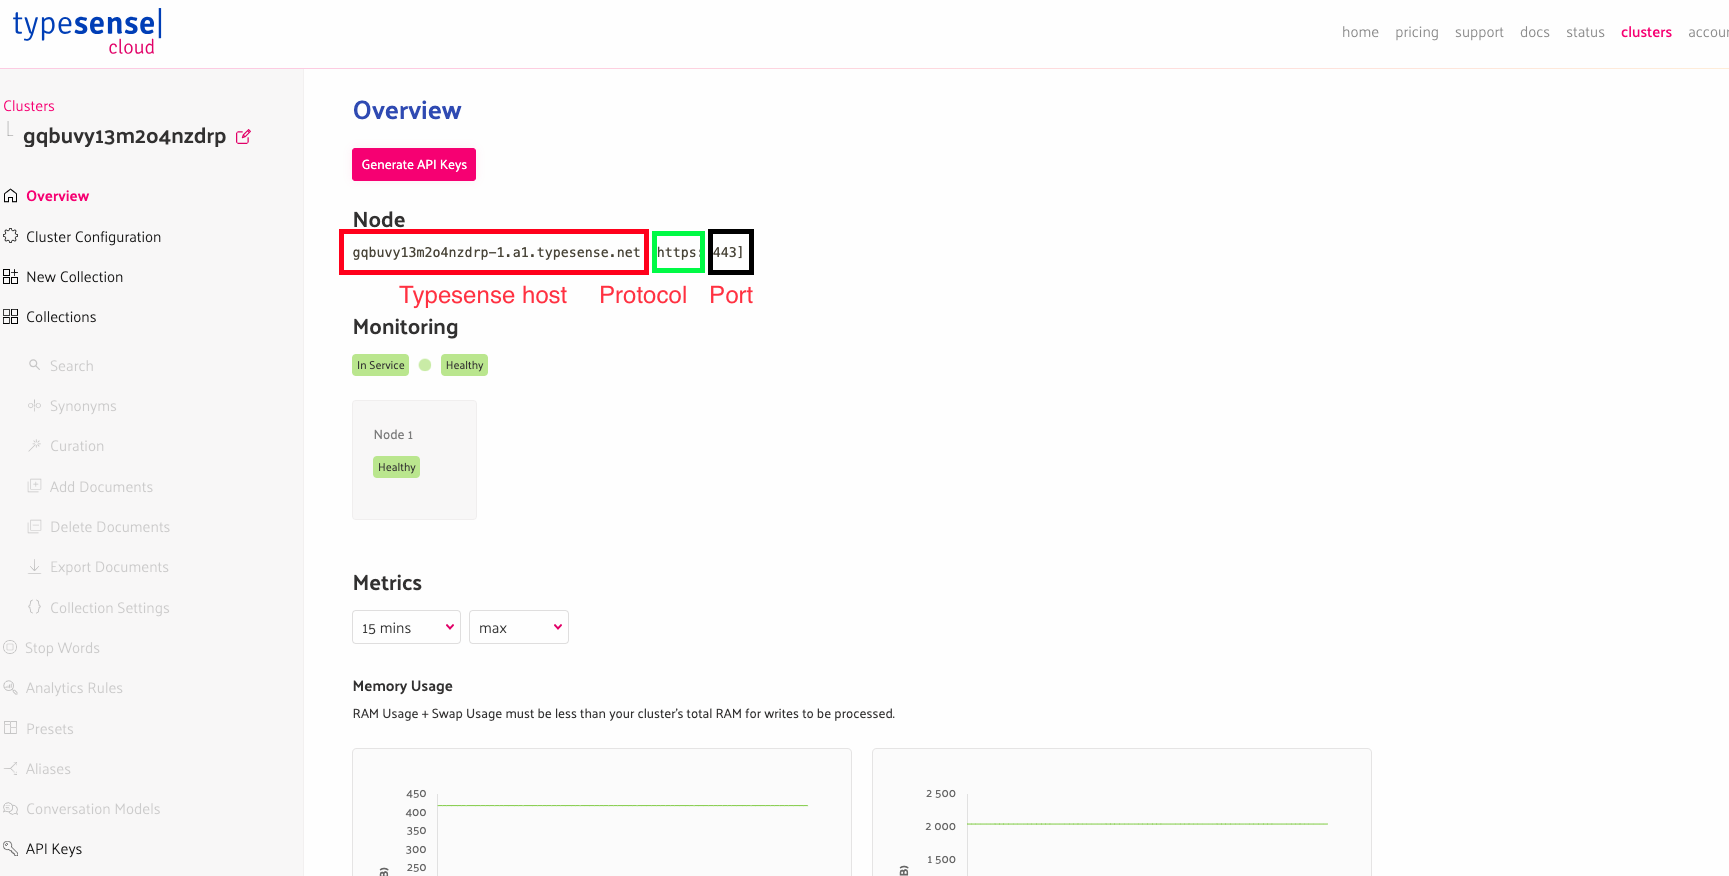 typesense
cloud
home pricing support docs status clusters accoun
Clusters
gqbuvy13m2o4nzdrp
Overview
Cluster Configuration
New Collection
Collections
Search
Synonyms
Curation
Add Documents
Delete Documents
Export Documents
Collection Settings
Stop Words
Analytics Rules
Presets
Aliases
Conversation Models
API Keys
Overview
Generate API Keys
Node
gqbuvy13m2o4nzdrp-1.a1.typesense.net https: 443]
Typesense host Protocol Port
Monitoring
In Service Healthy
Node 1
Healthy
Metrics
15 mins max
Memory Usage
RAM Usage + Swap Usage must be less than your cluster's total RAM for writes to be processed.
450
400
350
300
250
B)
2 500
2 000
1 500
B)